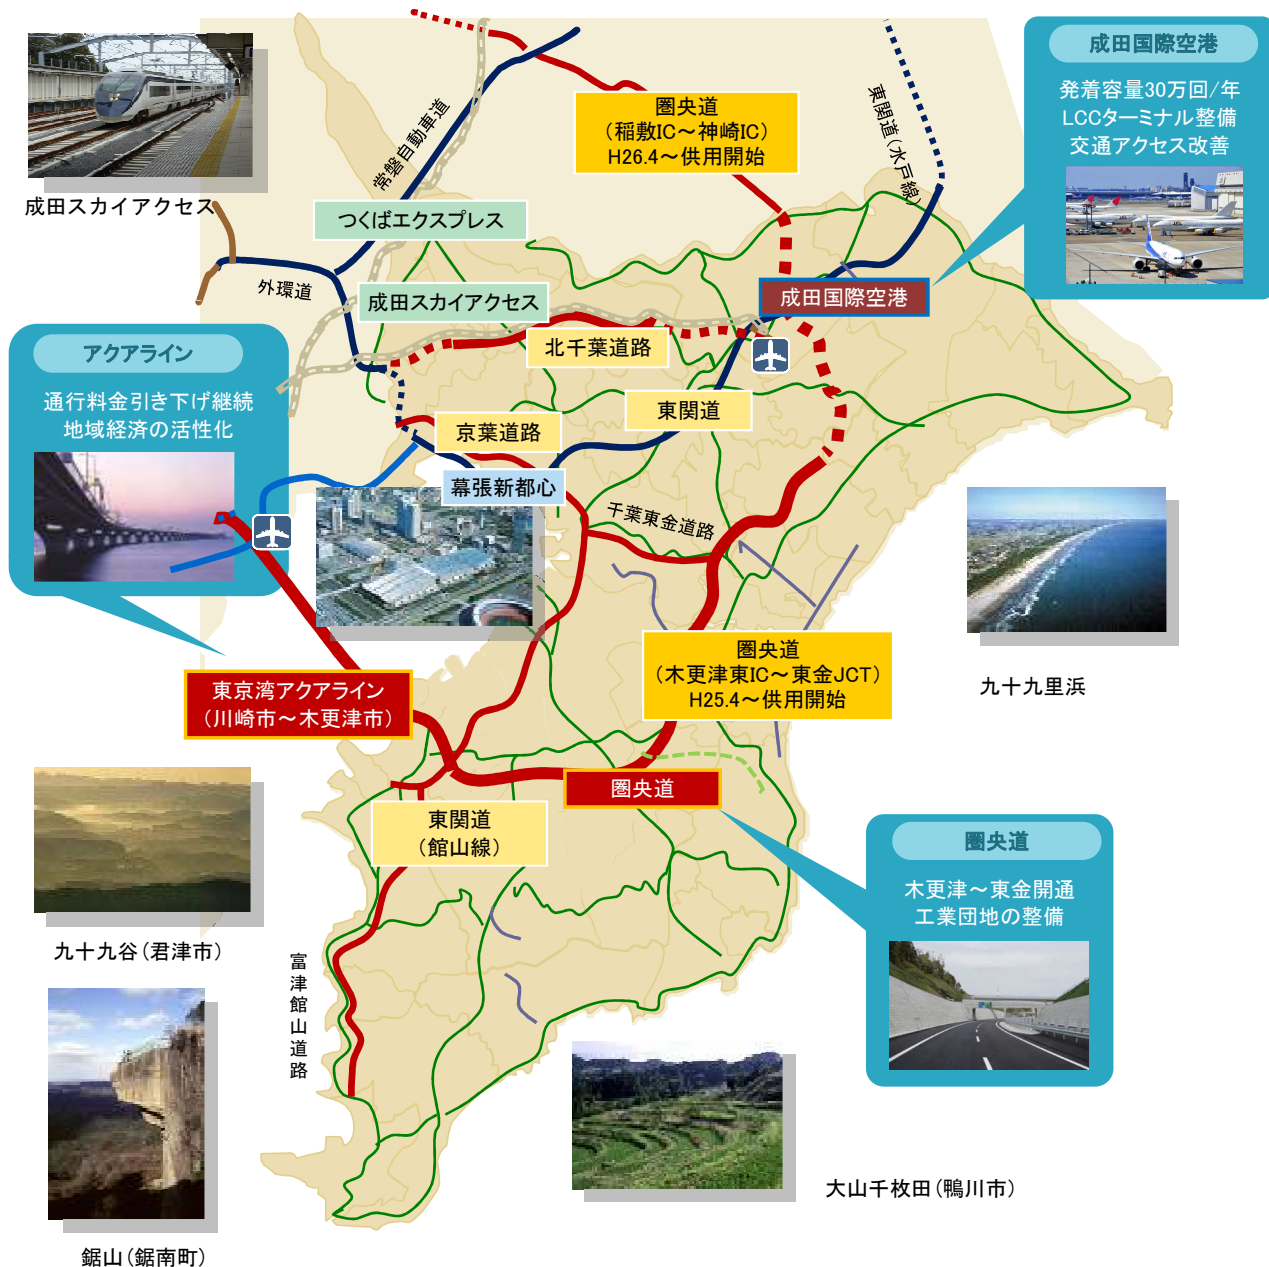 成田国際空港
発着容量30万回/年
LCCターミナル整備
交通アクセス改善
圏央道
（稲敷IC～神崎IC）
H26.4～供用開始
東関道（水戸線）
常磐自動車道
成田スカイアクセス
つくばエクスプレス
外環道
成田スカイアクセス
成田国際空港
北千葉道路
アクアライン
通行料金引き下げ継続
地域経済の活性化
東関道
京葉道路
幕張新都心
千葉東金道路
圏央道
（木更津東IC～東金JCT）
H25.4～供用開始
九十九里浜
東京湾アクアライン
（川崎市～木更津市）
圏央道
東関道
（館山線）
圏央道
木更津～東金開通
工業団地の整備
九十九谷（君津市）
富津館山道路
大山千枚田（鴨川市）
鋸山（鋸南町）